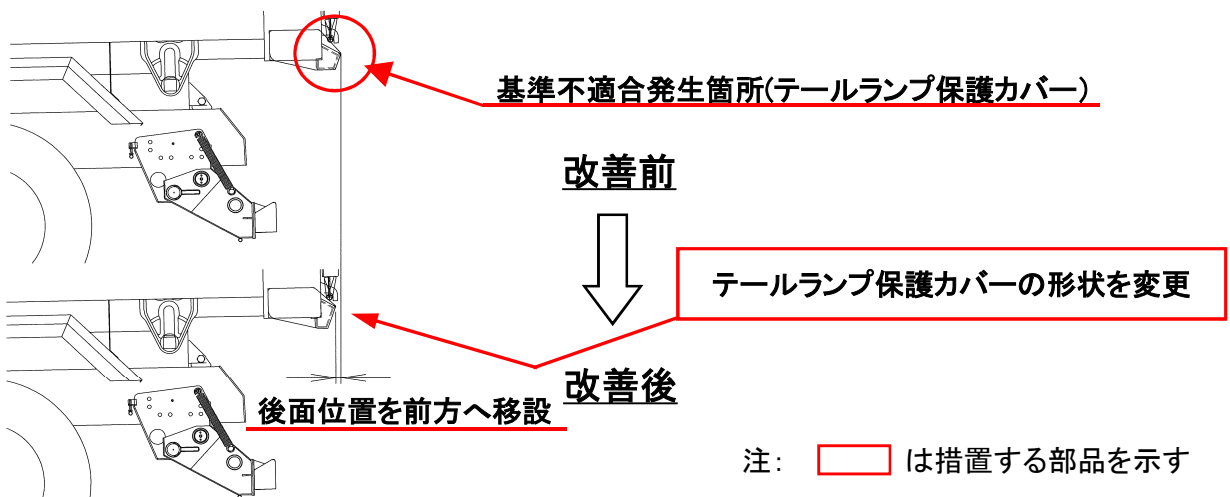 基準不適合発生箇所(テールランプ保護カバー)
改善前
テールランプ保護カバーの形状を変更
改善後
後面位置を前方へ移設
注： は措置する部品を示す